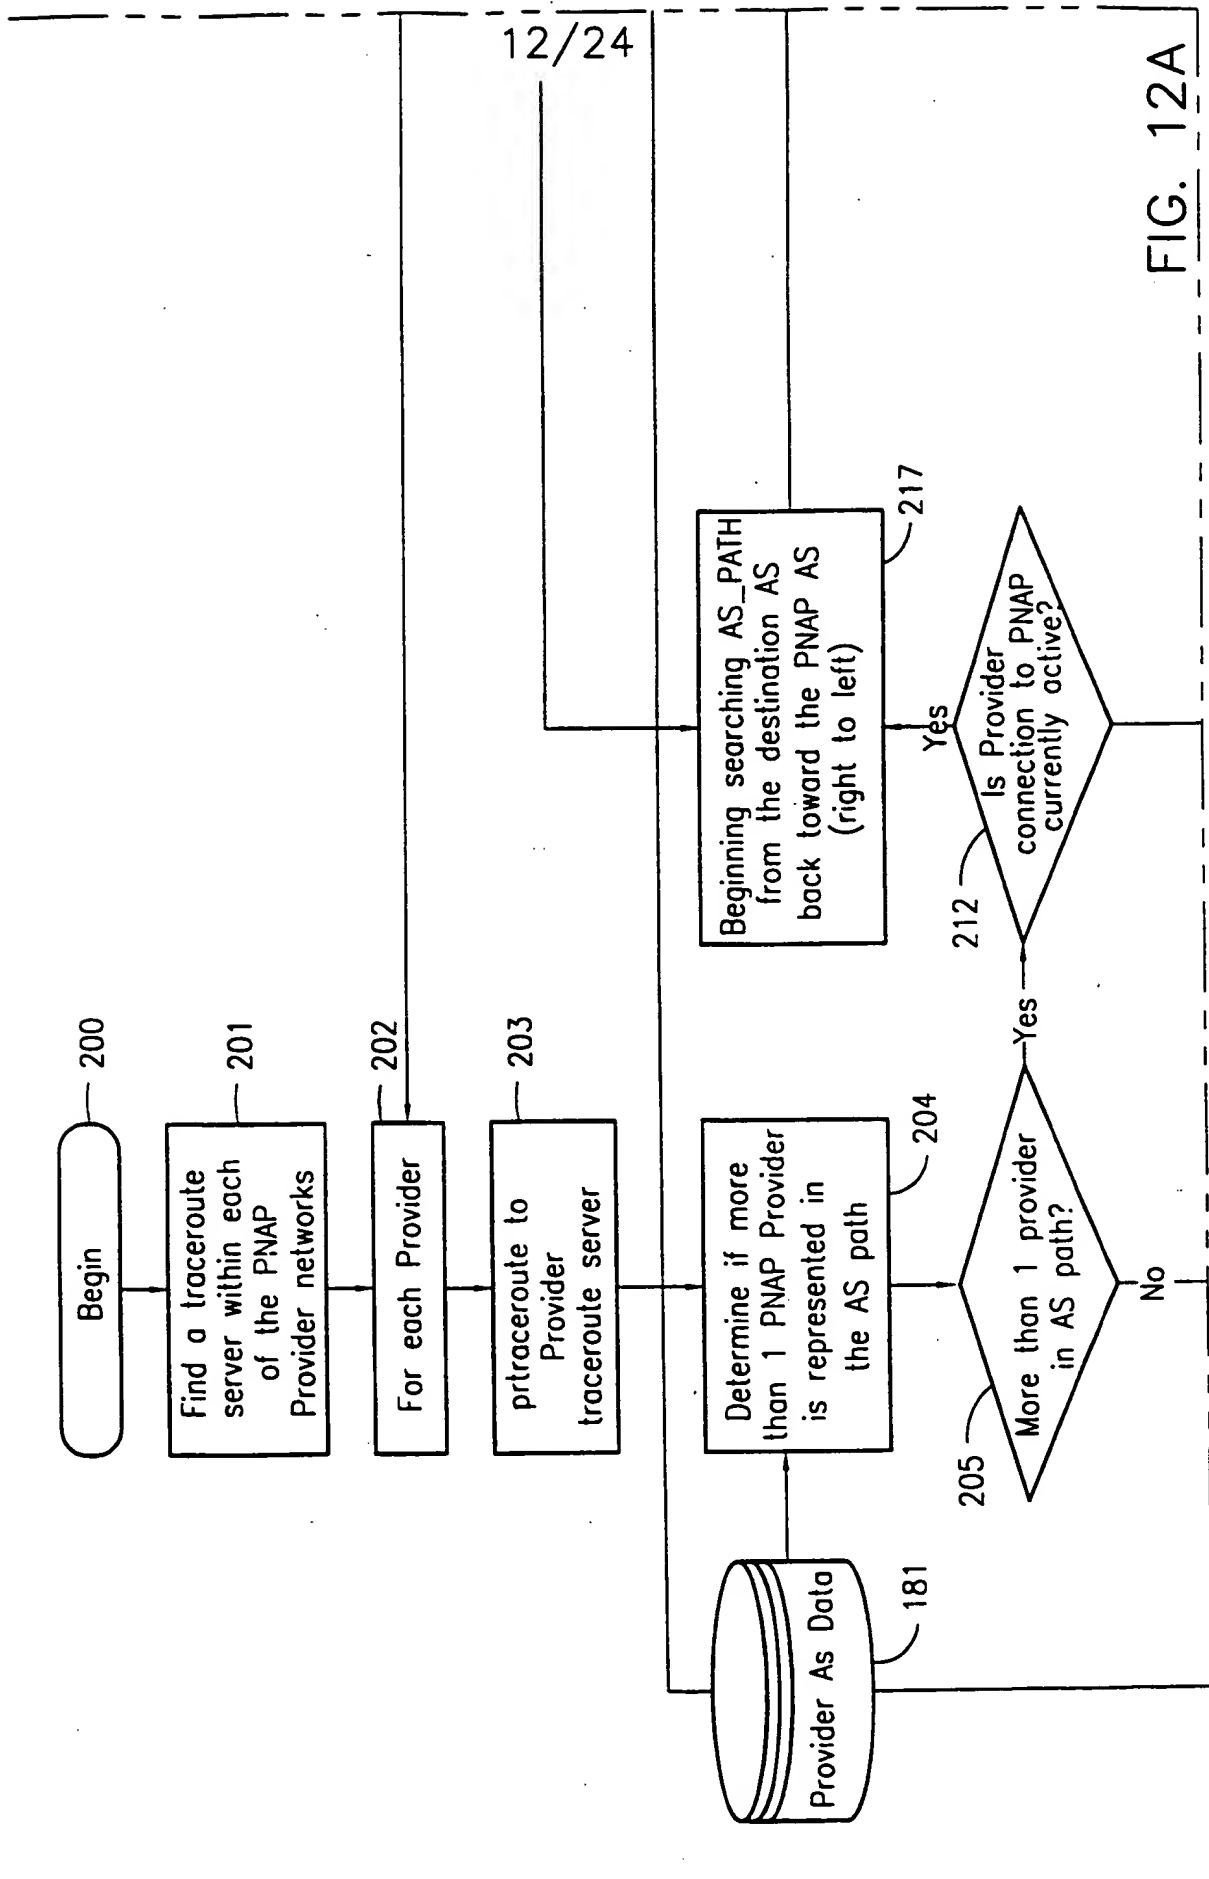 12/24
Begin
200
Find a traceroute
server within each
of the PNAP
Provider networks
201
For each Provider
202
prtraceroute to
Provider
traceroute server
203
Provider As Data
181
Determine if more
than 1 PNAP Provider
is represented in
the AS path
204
Beginning searching AS_PATH
from the destination AS
back toward the PNAP AS
(right to left)
217
205
More than 1 provider
in AS path?
Yes
No
212
Is Provider
connection to PNAP
currently active?
Yes
FIG. 12A